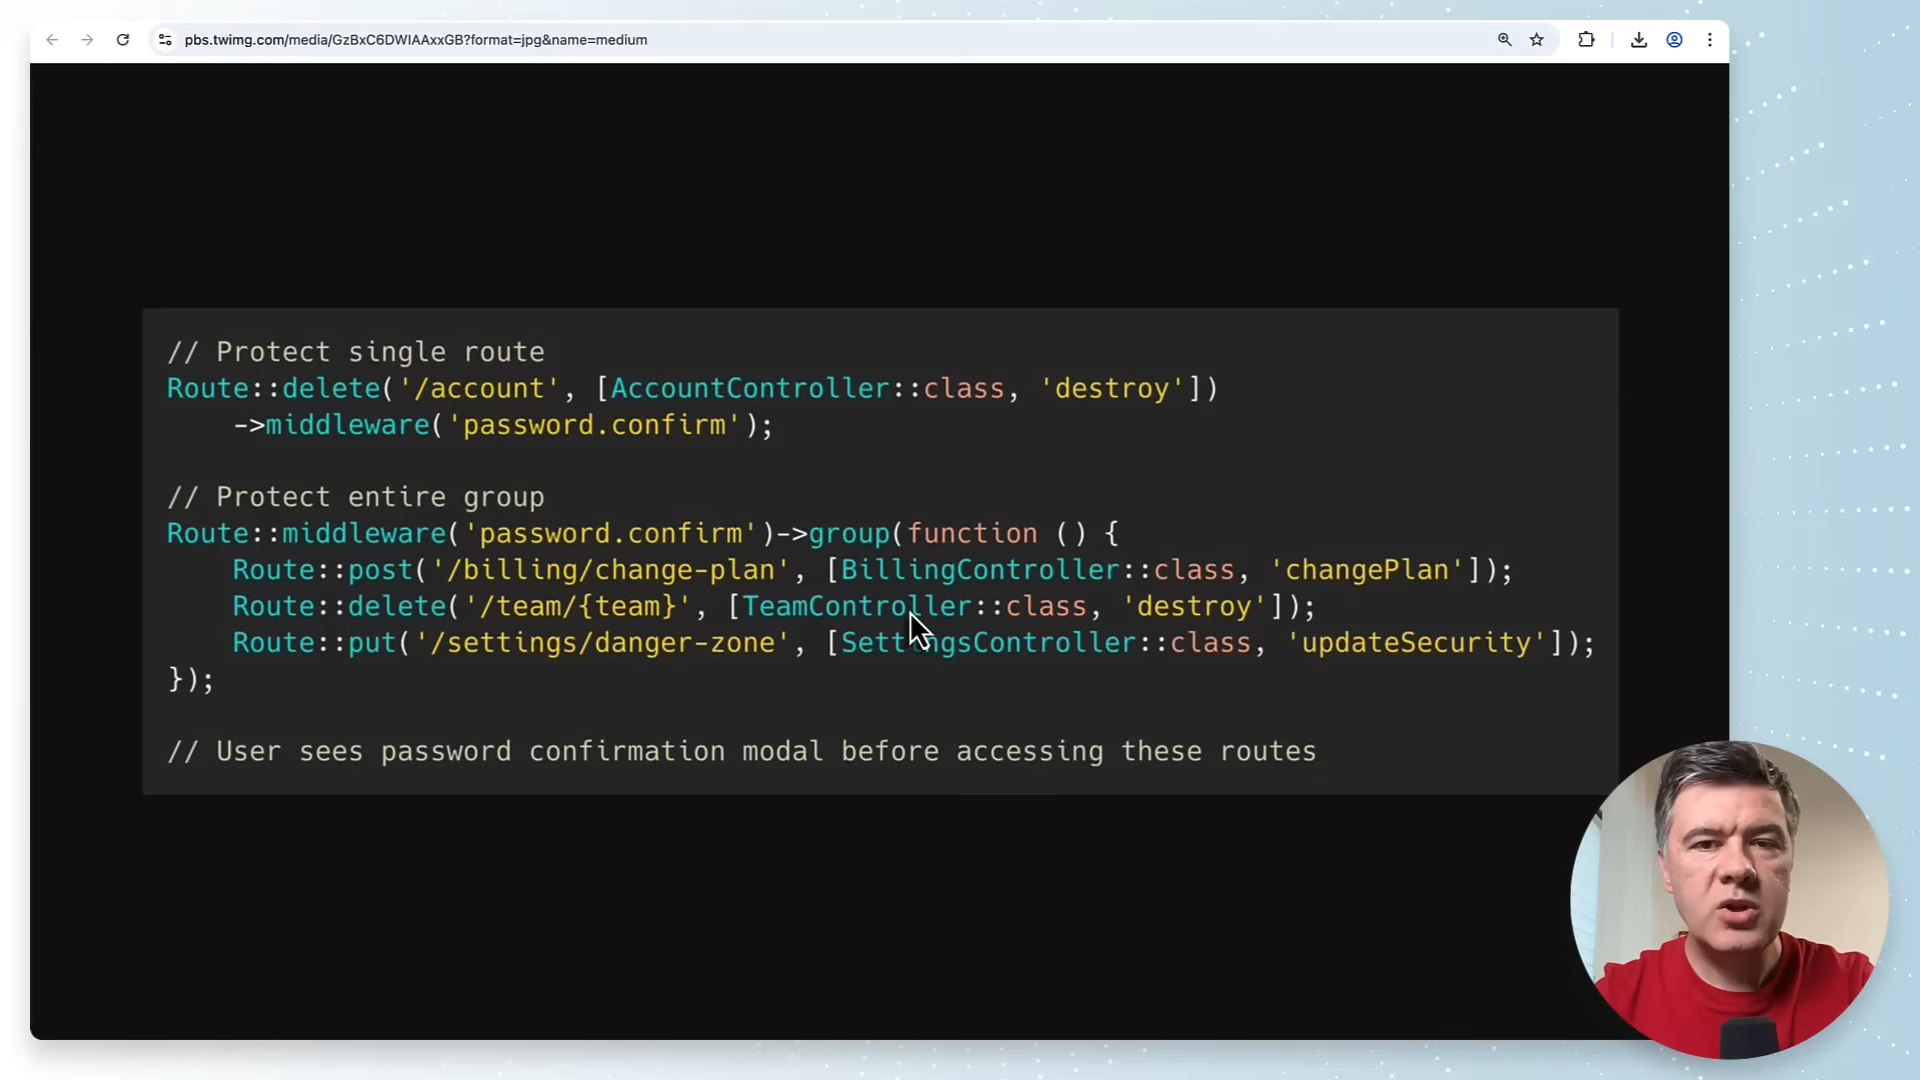 pbs.twimg.com/media/GzBxC6DWIAAxxGB?format=jpg&name=medium
// Protect single route
Route::delete('/account', [AccountController::class, 'destroy'])
    ->middleware('password.confirm');
// Protect entire group
Route::middleware('password.confirm')->group(function () {
    Route::post('/billing/change-plan', [BillingController::class, 'changePlan']);
    Route::delete('/team/{team}', [TeamController::class, 'destroy']);
    Route::put('/settings/danger-zone', [SettingsController::class, 'updateSecurity']);
});
// User sees password confirmation modal before accessing these routes